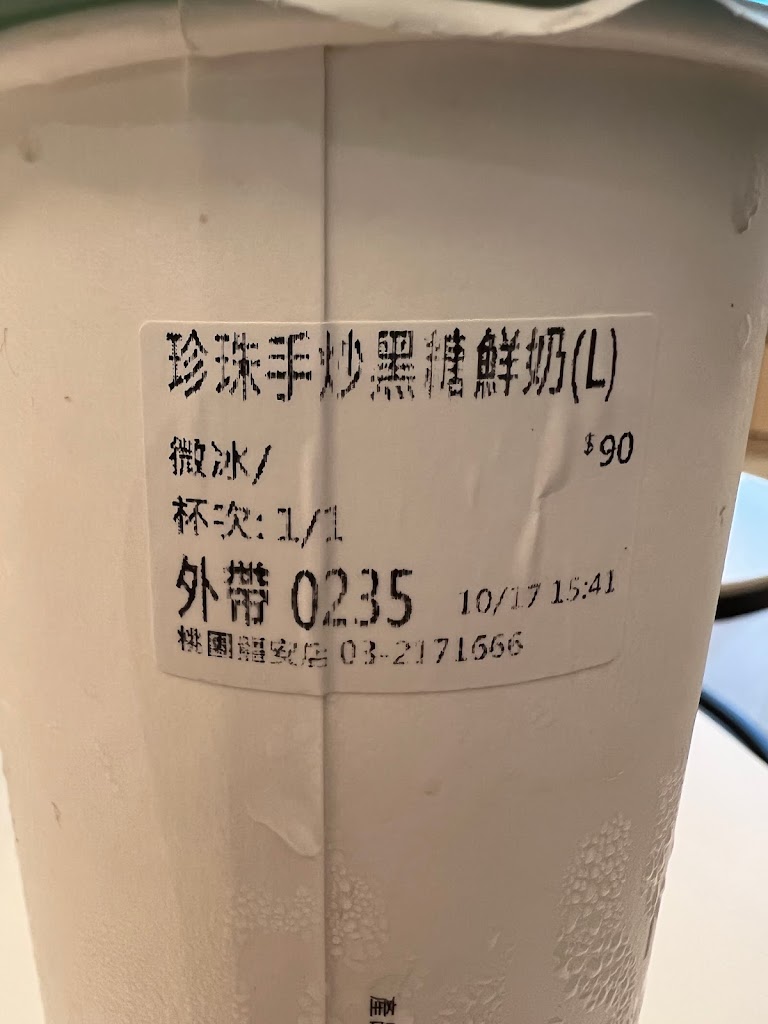 珍珠手炒黑糖鮮奶(L)
微冰/ $90
杯次: 1/1
外帶 0235 10/17 15:41
桃園龍安店 03-2171666
產